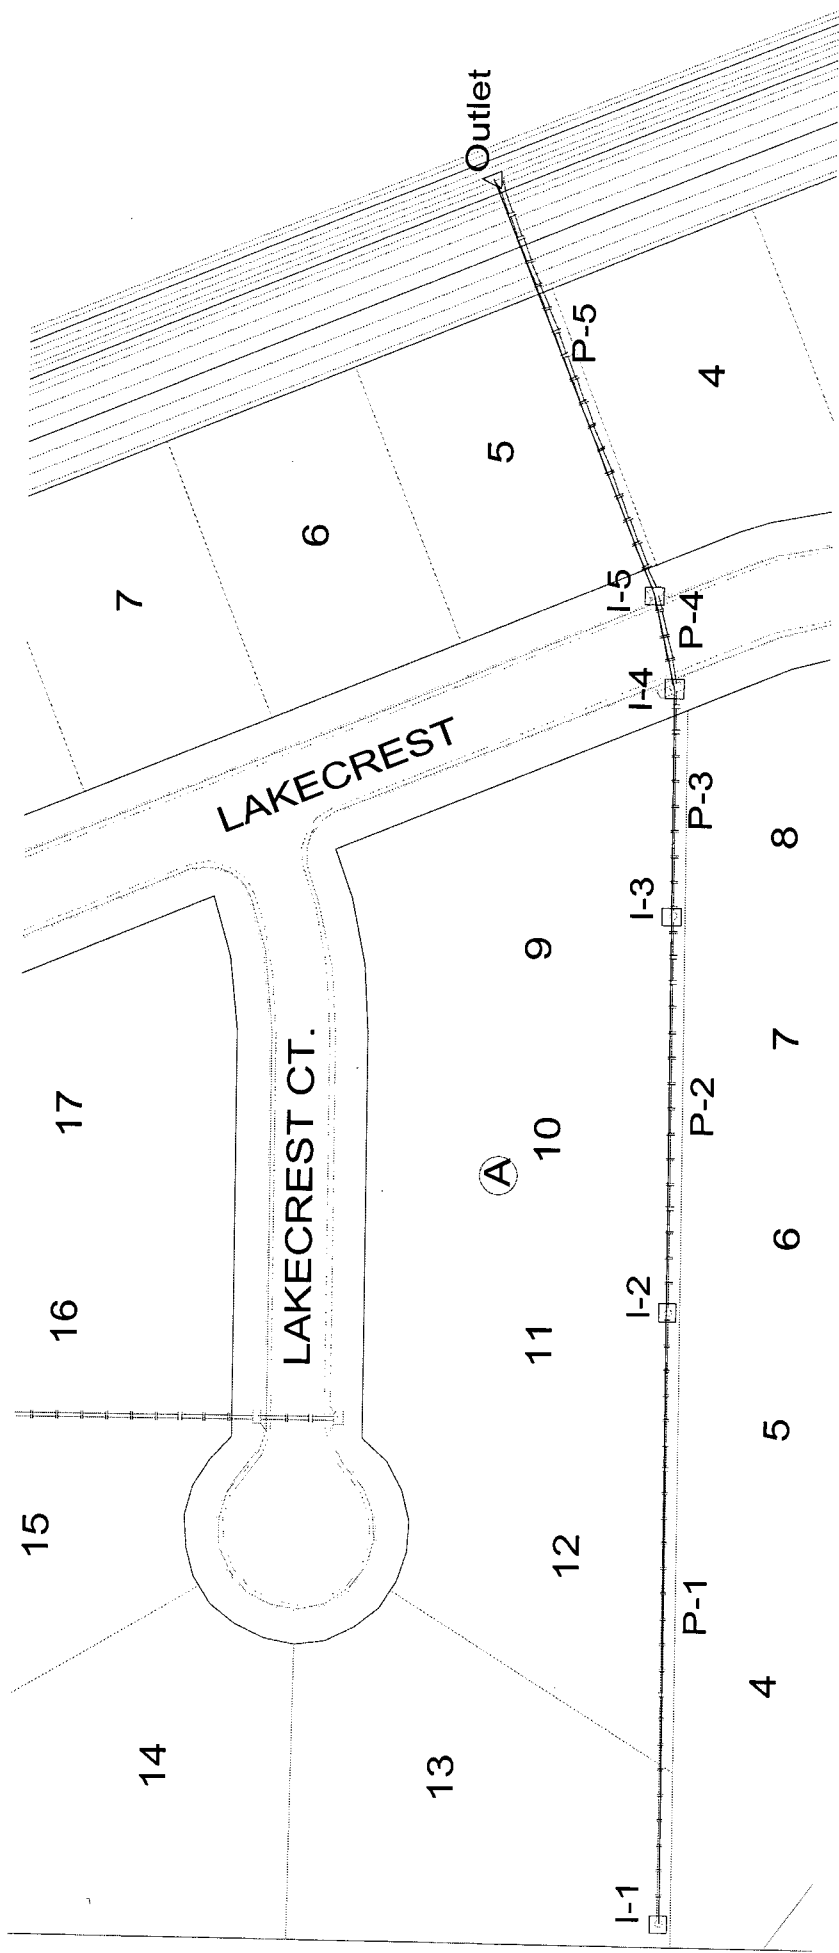 Outlet
P-5
4
5
6
7
I-5
P-4
I-4
LAKECREST
P-3
8
I-3
9
7
17
LAKECREST CT.
10
A
P-2
6
I-2
11
16
5
15
12
P-1
4
14
13
I-1